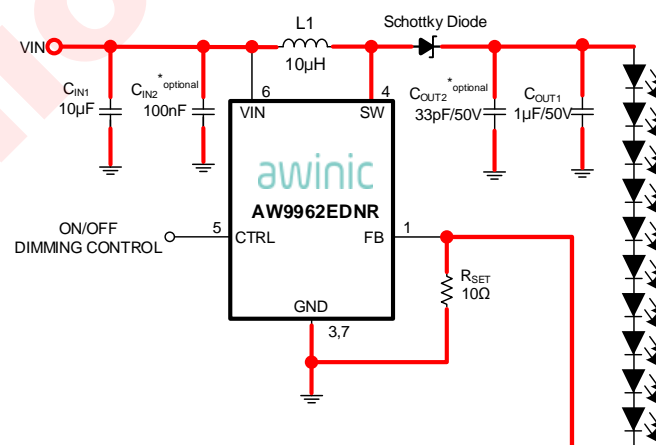 L1
Schottky Diode
VIN
10μH
CIN1
10μF
CIN2
*optional
100nF
6
4
VIN
SW
COUT2
*optional
33pF/50V
COUT1
1μF/50V
awinic
AW9962EDNR
ON/OFF
DIMMING CONTROL
5
CTRL
FB
1
RSET
10Ω
GND
3,7